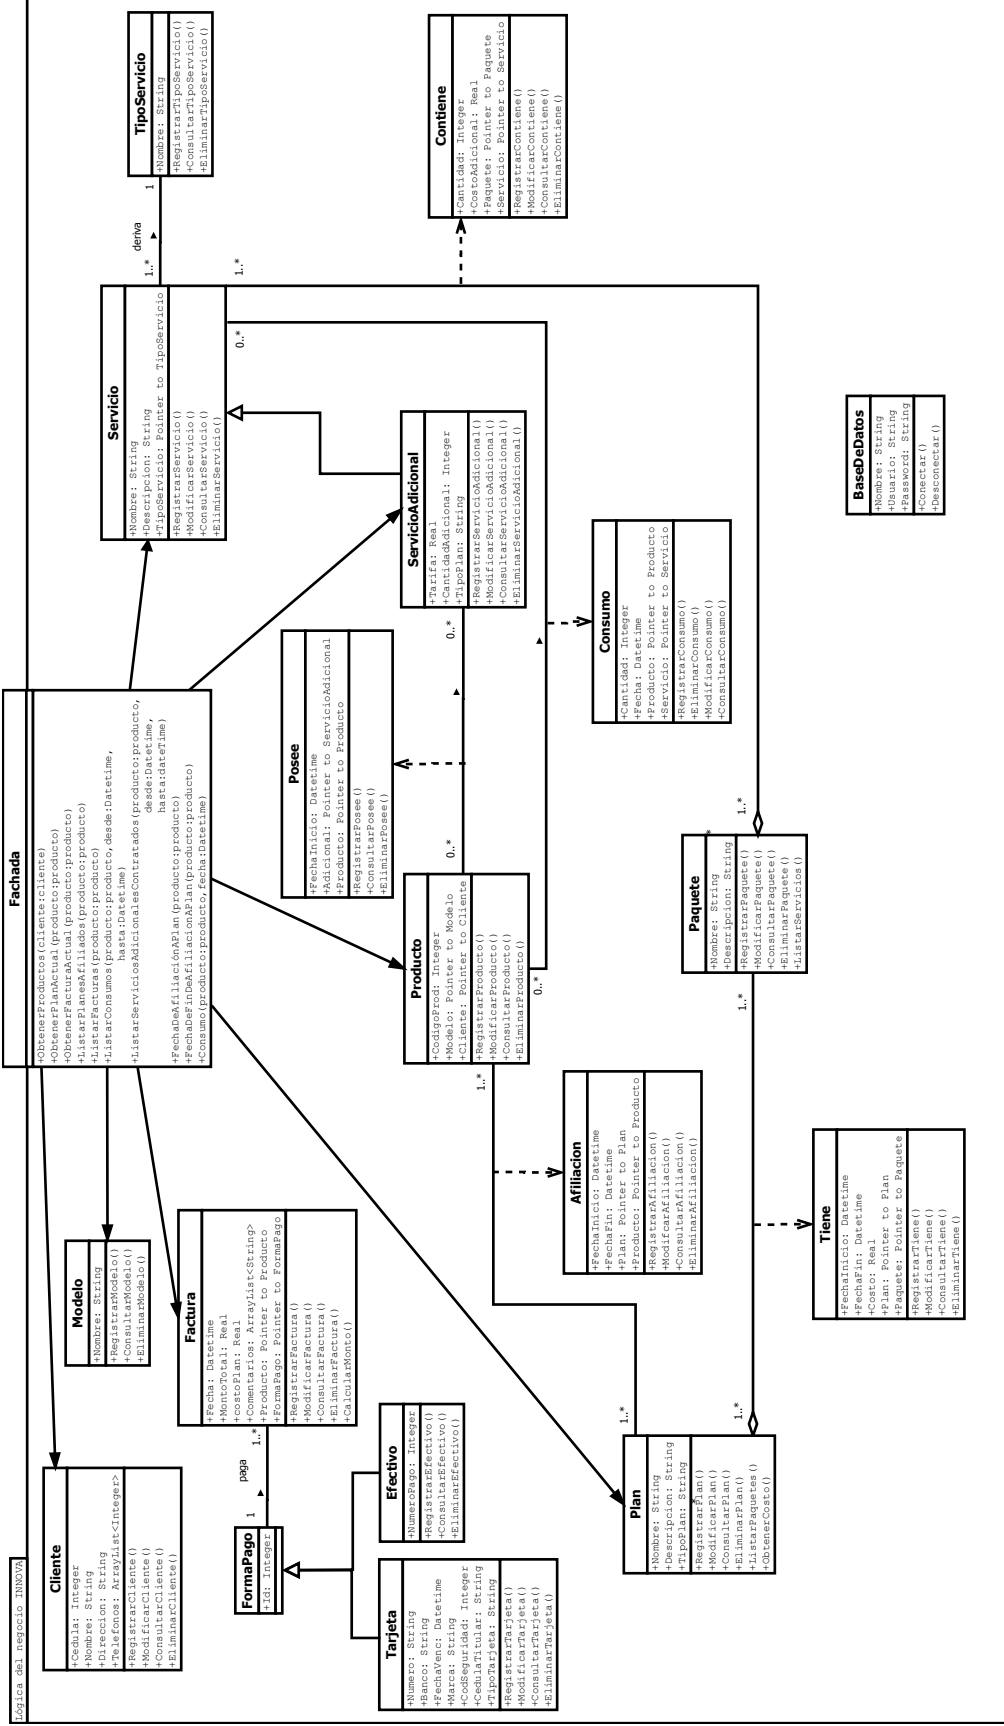 Lógica del negocio INNOVA
Cliente
+Cedula: Integer
+Nombre: String
+Direccion: String
+Telefonos: ArrayList<Integer>
+RegistrarCliente()
+ModificarCliente()
+ConsultarCliente()
+EliminarCliente()
Modelo
+Nombre: String
+RegistrarModelo()
+ConsultarModelo()
+EliminarModelo()
Fachada
+ObtenerProductos(cliente:cliente)
+ObtenerPlanActual(producto:producto)
+ObtenerFacturaActual(producto:producto)
+ListarPlanesAfiliados(producto:producto)
+ListarFacturas(producto:producto)
+ListarConsumos(producto:producto,desde:Datetime,
hasta:Datetime)
+ListarServiciosAdicionalesContratados(producto:producto,
desde:Datetime,
hasta:dateTime)
+FechaDeAfiliaciónAPlan(producto:producto)
+FechaDeFinDeAfiliacionAPlan(producto:producto)
+Consumo(producto:producto,fecha:Datetime)
Servicio
+Nombre: String
+Descripcion: String
+TipoServicio: Pointer to TipoServicio
+RegistrarServicio()
+ModificarServicio()
+ConsultarServicio()
+EliminarServicio()
1..*
deriva
1
TipoServicio
+Nombre: String
+RegistrarTipoServicio()
+ConsultarTipoServicio()
+EliminarTipoServicio()
0..*
1..*
Factura
+Fecha: Datetime
+MontoTotal: Real
+costoPlan: Real
+Comentarios: ArrayList<String>
+Producto: Pointer to Producto
+FormaPago: Pointer to FormaPago
+RegistrarFactura()
+ModificarFactura()
+ConsultarFactura()
+EliminarFactura()
+CalcularMonto()
FormaPago
+Id: Integer
1
paga
1..*
Tarjeta
+Numero: String
+Banco: String
+FechaVenc: Datetime
+Marca: String
+CodSeguridad: Integer
+CedulaTitular: String
+TipoTarjeta: String
+RegistrarTarjeta()
+ModificarTarjeta()
+ConsultarTarjeta()
+EliminarTarjeta()
Efectivo
+NumeroPago: Integer
+RegistrarEfectivo()
+ConsultarEfectivo()
+EliminarEfectivo()
Posee
+FechaInicio: Datetime
+Adicional: Pointer to ServicioAdicional
+Producto: Pointer to Producto
+RegistrarPosee()
+ConsultarPosee()
+EliminarPosee()
Producto
+CodigoProd: Integer
+Modelo: Pointer to Modelo
+Cliente: Pointer to Cliente
+RegistrarProducto()
+ModificarProducto()
+ConsultarProducto()
+EliminarProducto()
0..*
0..*
ServicioAdicional
+Tarifa: Real
+CantidadAdicional: Integer
+TipoPlan: String
+RegistrarServicioAdicional()
+ModificarServicioAdicional()
+ConsultarServicioAdicional()
+EliminarServicioAdicional()
Contiene
+Cantidad: Integer
+CostoAdicional: Real
+Paquete: Pointer to Paquete
+Servicio: Pointer to Servicio
+RegistrarContiene()
+ModificarContiene()
+ConsultarContiene()
+EliminarContiene()
1..*
0..*
Afiliacion
+FechaInicio: Datetime
+FechaFin: Datetime
+Plan: Pointer to Plan
+Producto: Pointer to Producto
+RegistrarAfiliacion()
+ModifcarAfiliacion()
+ConsultarAfiliacion()
+EliminarAfiliacion()
Consumo
+Cantidad: Integer
+Fecha: Datetime
+Producto: Pointer to Producto
+Servicio: Pointer to Servicio
+RegistrarConsumo()
+EliminarConsumo()
+ModificarConsumo()
+ConsultarConsumo()
1..*
Plan
+Nombre: String
+Descripcion: String
+TipoPlan: String
+RegistrarPlan()
+ModificarPlan()
+ConsultarPlan()
+EliminarPlan()
+ListarPaquetes()
+ObtenerCosto()
1..*
1..*
Paquete
+Nombre: String
+Descripcion: String
+RegistrarPaquete()
+ModificarPaquete()
+ConsultarPaquete()
+EliminarPaquete()
+ListarServicios()
*
1..*
Tiene
+FechaInicio: Datetime
+FechaFin: Datetime
+Costo: Real
+Plan: Pointer to Plan
+Paquete: Pointer to Paquete
+RegistrarTiene()
+ModificarTiene()
+ConsultarTiene()
+EliminarTiene()
BaseDeDatos
+Nombre: String
+Usuario: String
+Password: String
+Conectar()
+Desconectar()